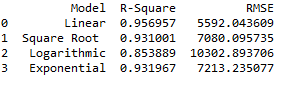 Model R-Square RMSE
0 Linear 0.956957 5592.043609
1 Square Root 0.931001 7080.095735
2 Logarithmic 0.853889 10302.893706
3 Exponential 0.931967 7213.235077